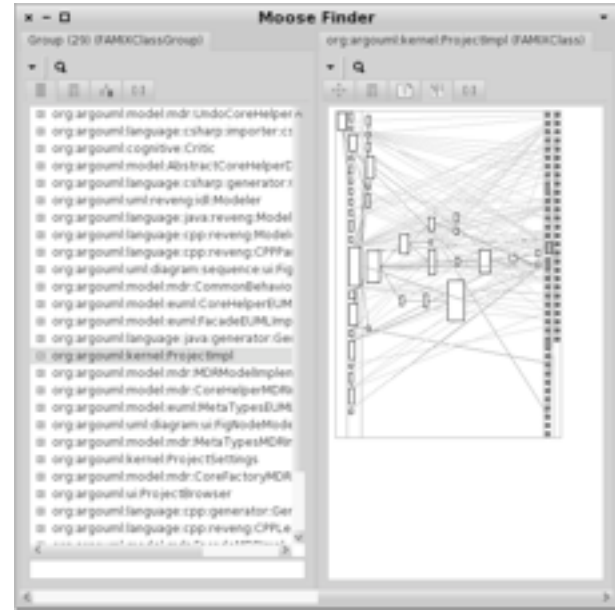 Moose Finder
Group (29) (FAMIXClassGroup)
org.argouml.kernel.ProjectImpl (FAMIXClass)
org.argouml.model.mdr.UndoCoreHelper
org.argouml.language.csharp.importer.cs
org.argouml.cognitive.Critic
org.argouml.model.AbstractCoreHelperD
org.argouml.language.csharp.generator.
org.argouml.uml.reveng.idl.Modeler
org.argouml.language.java.reveng.Model
org.argouml.language.cpp.reveng.Model
org.argouml.language.cpp.reveng.CPPPa
org.argouml.uml.diagram.sequence.ui.Fig
org.argouml.model.mdr.CommonBehavio
org.argouml.model.euml.CoreHelperEUM
org.argouml.model.euml.FacadeEUMLImp
org.argouml.language.java.generator.Ge
org.argouml.kernel.ProjectImpl
org.argouml.model.mdr.MDRModelImplen
org.argouml.model.mdr.CoreHelperMDR
org.argouml.model.euml.MetaTypesEUM
org.argouml.uml.diagram.ui.FigNodeMode
org.argouml.model.mdr.MetaTypesMDR
org.argouml.kernel.ProjectSettings
org.argouml.model.mdr.CoreFactoryMDR
org.argouml.ui.ProjectBrowser
org.argouml.language.cpp.generator.Ger
org.argouml.language.cpp.reveng.CPPLe